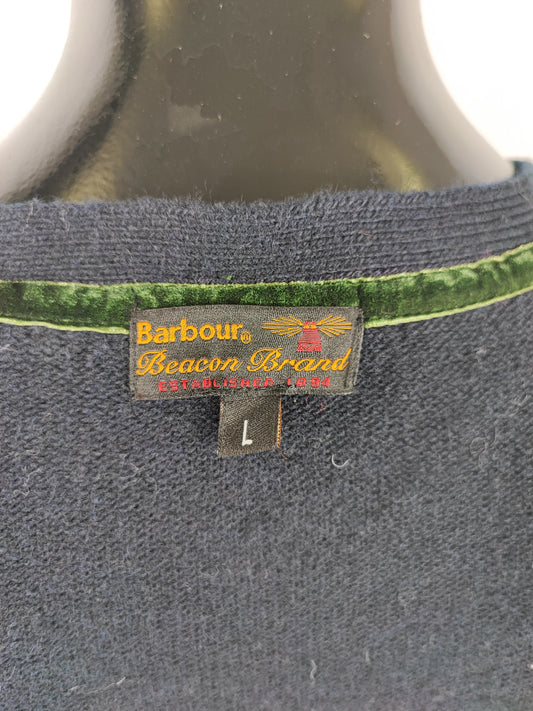 Barbour®
Beacon Brand
ESTABLISHED 1894
L